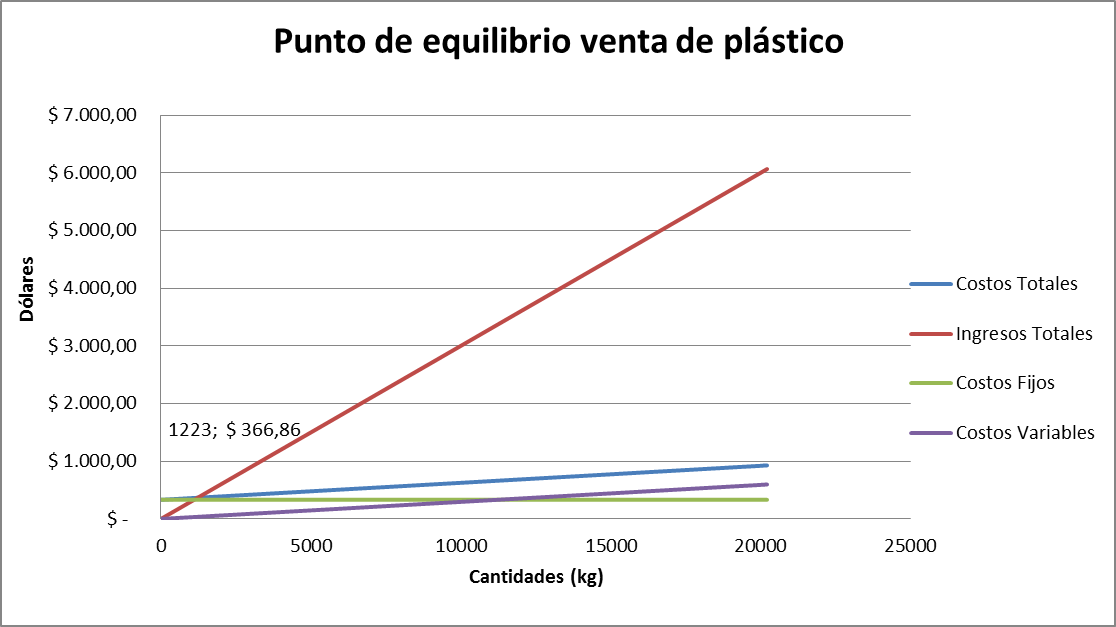 Punto de equilibrio venta de plástico
$ 7.000,00
$ 6.000,00
$ 5.000,00
$ 4.000,00
$ 3.000,00
$ 2.000,00
$ 1.000,00
$ -
Dólares
1223; $ 366,86
0 5000 10000 15000 20000 25000
Cantidades (kg)
Costos Totales
Ingresos Totales
Costos Fijos
Costos Variables